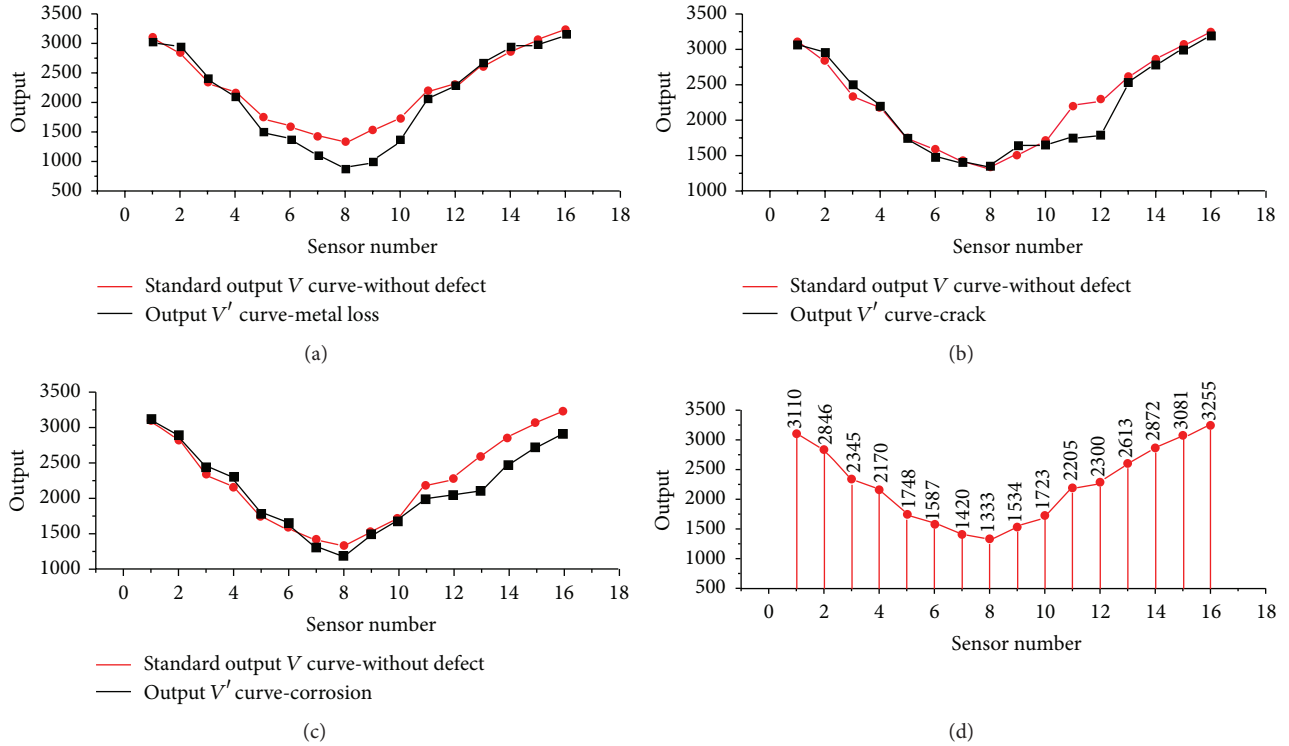 3500
3000
2500
2000
1500
1000
500
Output
0 2 4 6 8 10 12 14 16 18
Sensor number
Standard output V curve-without defect
Output V′ curve-metal loss
(a)
3500
3000
2500
2000
1500
1000
Output
0 2 4 6 8 10 12 14 16 18
Sensor number
Standard output V curve-without defect
Output V′ curve-crack
(b)
3500
3000
2500
2000
1500
1000
Output
0 2 4 6 8 10 12 14 16 18
Sensor number
Standard output V curve-without defect
Output V′ curve-corrosion
(c)
3500
3000
2500
2000
1500
1000
500
Output
3110 2846 2345 2170 1748 1587 1420 1333 1534 1723 2205 2300 2613 2872 3081 3255
0 2 4 6 8 10 12 14 16 18
Sensor number
(d)